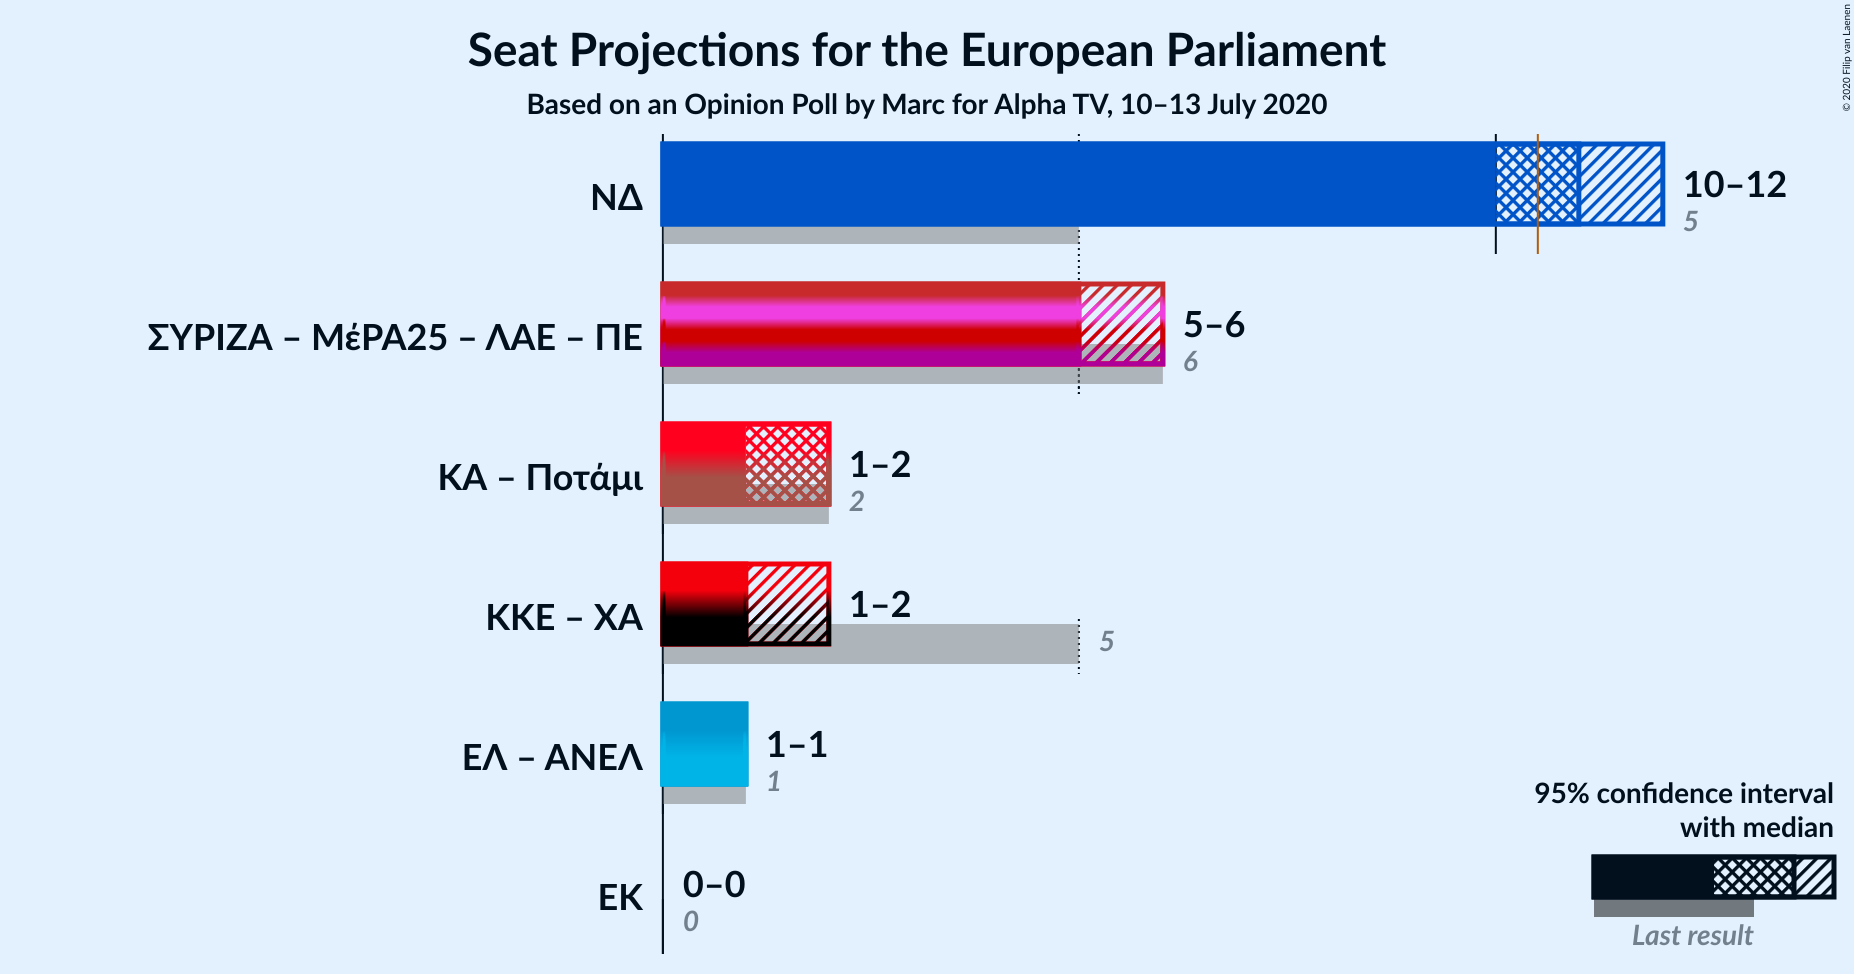 Seat Projections for the European Parliament
Based on an Opinion Poll by Marc for Alpha TV, 10–13 July 2020
© 2020 Filip van Laenen
ΝΔ
10–12
5
ΣΥΡΙΖΑ – ΜέΡΑ25 – ΛΑΕ – ΠΕ
5–6
6
ΚΑ – Ποτάμι
1–2
2
ΚΚΕ – ΧΑ
1–2
5
ΕΛ – ΑΝΕΛ
1–1
1
ΕΚ
0–0
0
95% confidence interval
with median
Last result